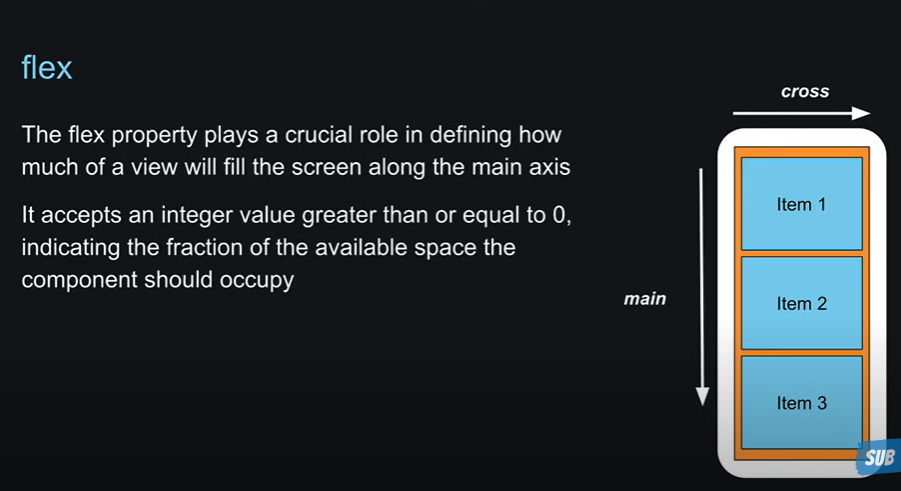 flex
The flex property plays a crucial role in defining how
much of a view will fill the screen along the main axis
It accepts an integer value greater than or equal to 0,
indicating the fraction of the available space the
component should occupy
cross
main
Item 1
Item 2
Item 3
SUB